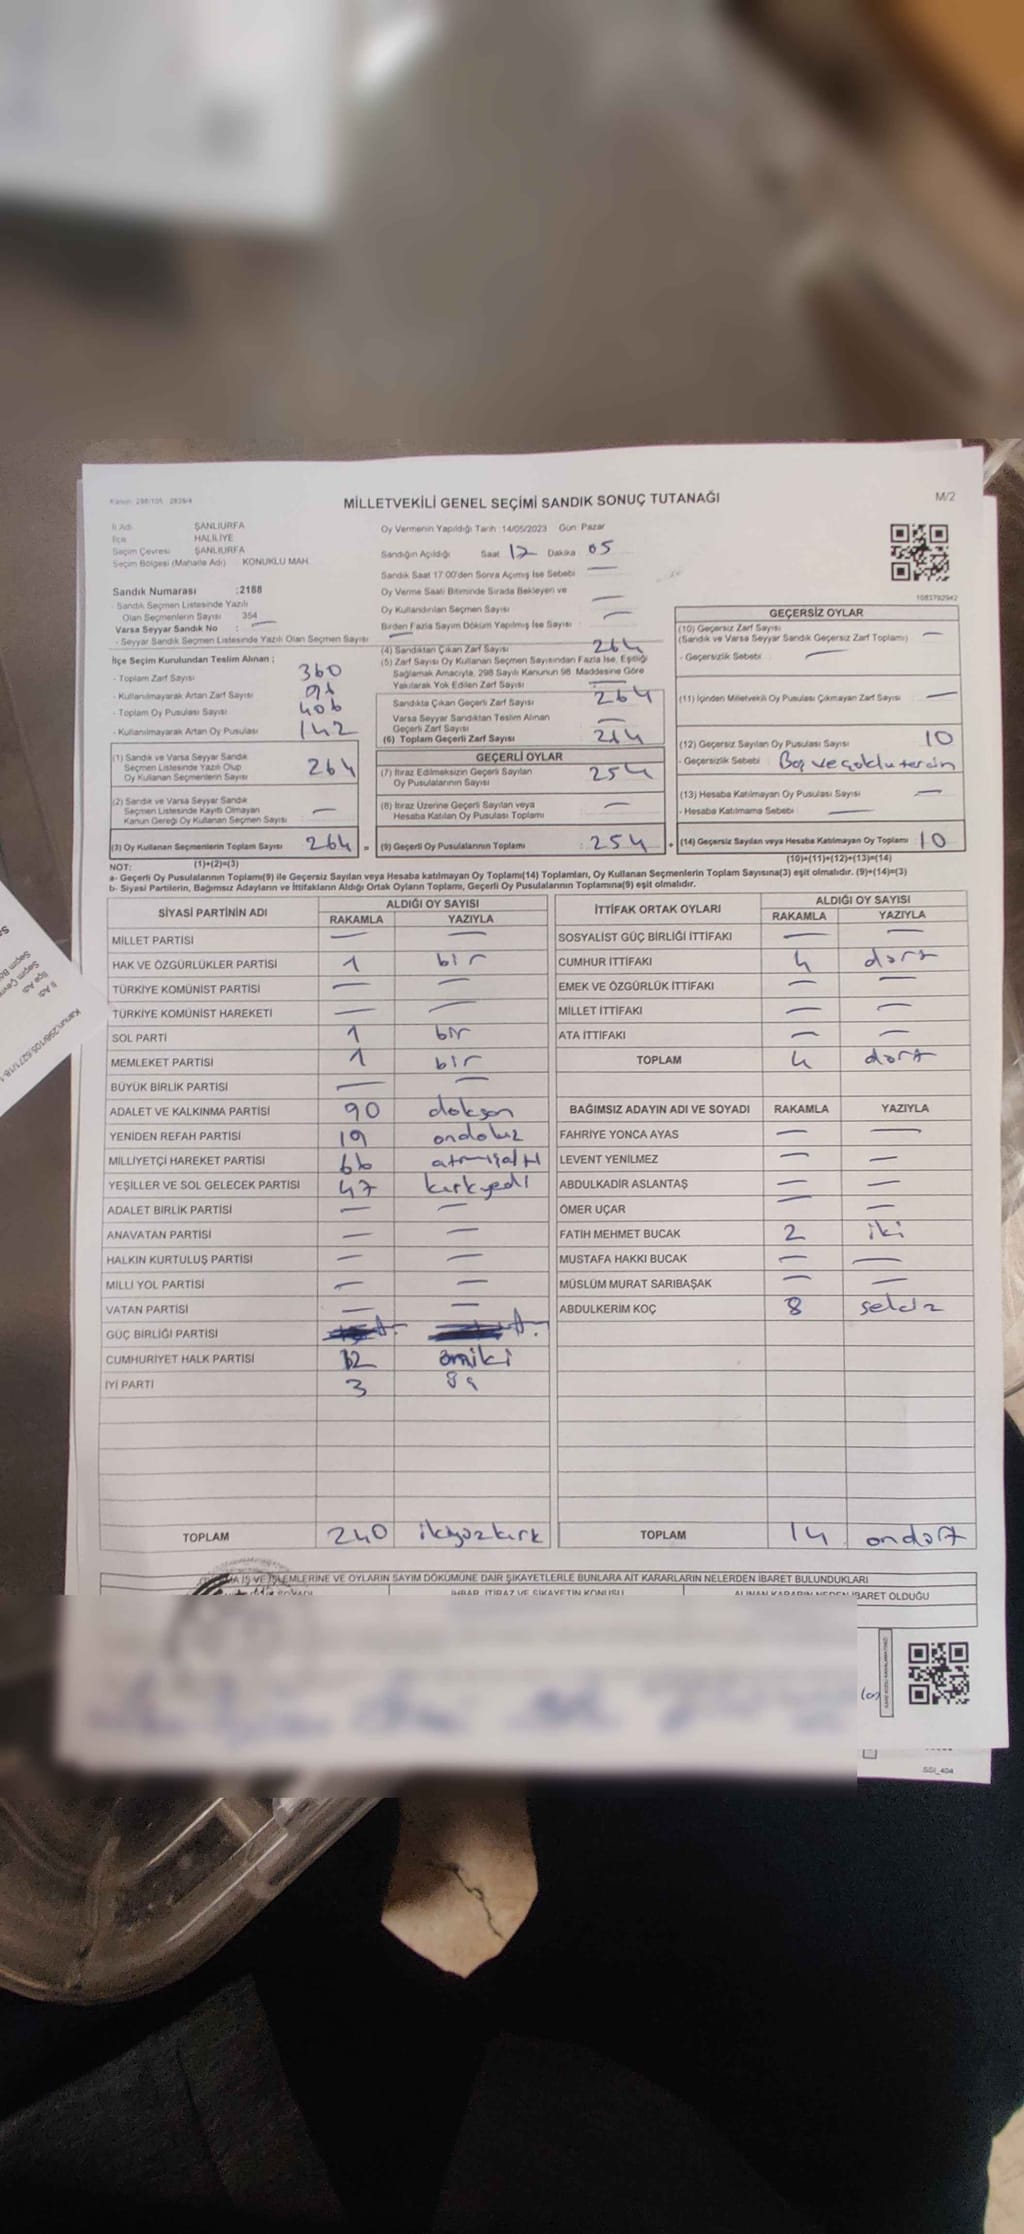 Kanun: 298/105 2839/4
MİLLETVEKİLİ GENEL SEÇİMİ SANDIK SONUÇ TUTANAĞI
M/2
İl Adı ŞANLIURFA
İlçe HALİLİYE
Seçim Çevresi ŞANLIURFA
Seçim Bölgesi (Mahalle Adı) KONUKLU MAH.
Sandık Numarası :2188
- Sandık Seçmen Listesinde Yazılı
Olan Seçmenlerin Sayısı 354
Varsa Seyyar Sandık No : —
- Seyyar Sandık Seçmen Listesinde Yazılı Olan Seçmen Sayısı —
Oy Vermenin Yapıldığı Tarih :14/05/2023 Gün: Pazar
Sandığın Açıldığı Saat 17 Dakika 05
Sandık Saat 17:00'den Sonra Açımış İse Sebebi —
Oy Verme Saati Bitiminde Sırada Bekleyen ve —
Oy Kullandırılan Seçmen Sayısı —
Birden Fazla Sayım Döküm Yapılmış İse Sayısı
1083792942
İlçe Seçim Kurulundan Teslim Alınan ;
- Toplam Zarf Sayısı 360
- Kullanılmayarak Artan Zarf Sayısı 96
- Toplam Oy Pusulası Sayısı 406
- Kullanılmayarak Artan Oy Pusulası 142
(4) Sandıktan Çıkan Zarf Sayısı 264
(5) Zarf Sayısı Oy Kullanan Seçmen Sayısından Fazla İse, Eşitliği
Sağlamak Amacıyla, 298 Sayılı Kanunun 98. Maddesine Göre
Yakılarak Yok Edilen Zarf Sayısı —
Sandıkta Çıkan Geçerli Zarf Sayısı 264
Varsa Seyyar Sandıktan Teslim Alınan
Geçerli Zarf Sayısı —
(6) Toplam Geçerli Zarf Sayısı 264
GEÇERSİZ OYLAR
(10) Geçersiz Zarf Sayısı
(Sandık ve Varsa Seyyar Sandık Geçersiz Zarf Toplamı) —
- Geçersizlik Sebebi : —
(11) İçinden Milletvekili Oy Pusulası Çıkmayan Zarf Sayısı —
(12) Geçersiz Sayılan Oy Pusulası Sayısı 10
- Geçersizlik Sebebi Boş ve çoklu tercih
(13) Hesaba Katılmayan Oy Pusulası Sayısı —
- Hesaba Katılmama Sebebi —
(14) Geçersiz Sayılan veya Hesaba Katılmayan Oy Toplamı : 10
(10)+(11)+(12)+(13)=(14)
(1) Sandık ve Varsa Seyyar Sandık
Seçmen Listesinde Yazılı Olup
Oy Kullanan Seçmenlerin Sayısı 264
(2) Sandık ve Varsa Seyyar Sandık
Seçmen Listesinde Kayıtlı Olmayan
Kanun Gereği Oy Kullanan Seçmen Sayısı : —
(3) Oy Kullanan Seçmenlerin Toplam Sayısı 264 =
(1)+(2)=(3)
GEÇERLİ OYLAR
(7) İtiraz Edilmeksizin Geçerli Sayılan
Oy Pusulalarının Sayısı 254
(8) İtiraz Üzerine Geçerli Sayılan veya
Hesaba Katılan Oy Pusulası Toplamı —
(9) Geçerli Oy Pusulalarının Toplamı : 254 +
NOT:
a- Geçerli Oy Pusulalarının Toplamı(9) ile Geçersiz Sayılan veya Hesaba katılmayan Oy Toplamı(14) Toplamları, Oy Kullanan Seçmenlerin Toplam Sayısına(3) eşit olmalıdır. (9)+(14)=(3)
b- Siyasi Partilerin, Bağımsız Adayların ve İttifakların Aldığı Ortak Oyların Toplamı, Geçerli Oy Pusulalarının Toplamına(9) eşit olmalıdır.
SİYASİ PARTİNİN ADI ALDIĞI OY SAYISI
RAKAMLA YAZIYLA
MİLLET PARTİSİ — —
HAK VE ÖZGÜRLÜKLER PARTİSİ 1 bir
TÜRKİYE KOMÜNİST PARTİSİ — —
TÜRKİYE KOMÜNİST HAREKETİ — —
SOL PARTİ 1 bir
MEMLEKET PARTİSİ 1 bir
BÜYÜK BİRLİK PARTİSİ — —
ADALET VE KALKINMA PARTİSİ 90 doksan
YENİDEN REFAH PARTİSİ 19 ondokuz
MİLLİYETÇİ HAREKET PARTİSİ 66 atmışaltı
YEŞİLLER VE SOL GELECEK PARTİSİ 47 kırkyedi
ADALET BİRLİK PARTİSİ — —
ANAVATAN PARTİSİ — —
HALKIN KURTULUŞ PARTİSİ — —
MİLLİ YOL PARTİSİ — —
VATAN PARTİSİ — —
GÜÇ BİRLİĞİ PARTİSİ
CUMHURİYET HALK PARTİSİ 12 oniki
İYİ PARTİ 3
TOPLAM 240 ikiyüzkırk
İTTİFAK ORTAK OYLARI ALDIĞI OY SAYISI
RAKAMLA YAZIYLA
SOSYALİST GÜÇ BİRLİĞİ İTTİFAKI — —
CUMHUR İTTİFAKI 4 dört
EMEK VE ÖZGÜRLÜK İTTİFAKI — —
MİLLET İTTİFAKI — —
ATA İTTİFAKI — —
TOPLAM 4 dört
BAĞIMSIZ ADAYIN ADI VE SOYADI RAKAMLA YAZIYLA
FAHRİYE YONCA AYAS — —
LEVENT YENİLMEZ — —
ABDULKADİR ASLANTAŞ — —
ÖMER UÇAR — —
FATİH MEHMET BUCAK 2 iki
MUSTAFA HAKKI BUCAK — —
MÜSLÜM MURAT SARIBAŞAK — —
ABDULKERİM KOÇ 8 sekiz
TOPLAM 14 ondört
İŞ VE İŞLEMLERİNE VE OYLARIN SAYIM DÖKÜMÜNE DAİR ŞİKAYETLERLE BUNLARA AİT KARARLARIN NELERDEN İBARET BULUNDUKLARI
İHBAR, İTİRAZ VE ŞİKAYETİN KONUSU ALINAN KARARIN NEDEN İBARET OLDUĞU
SSİ_404